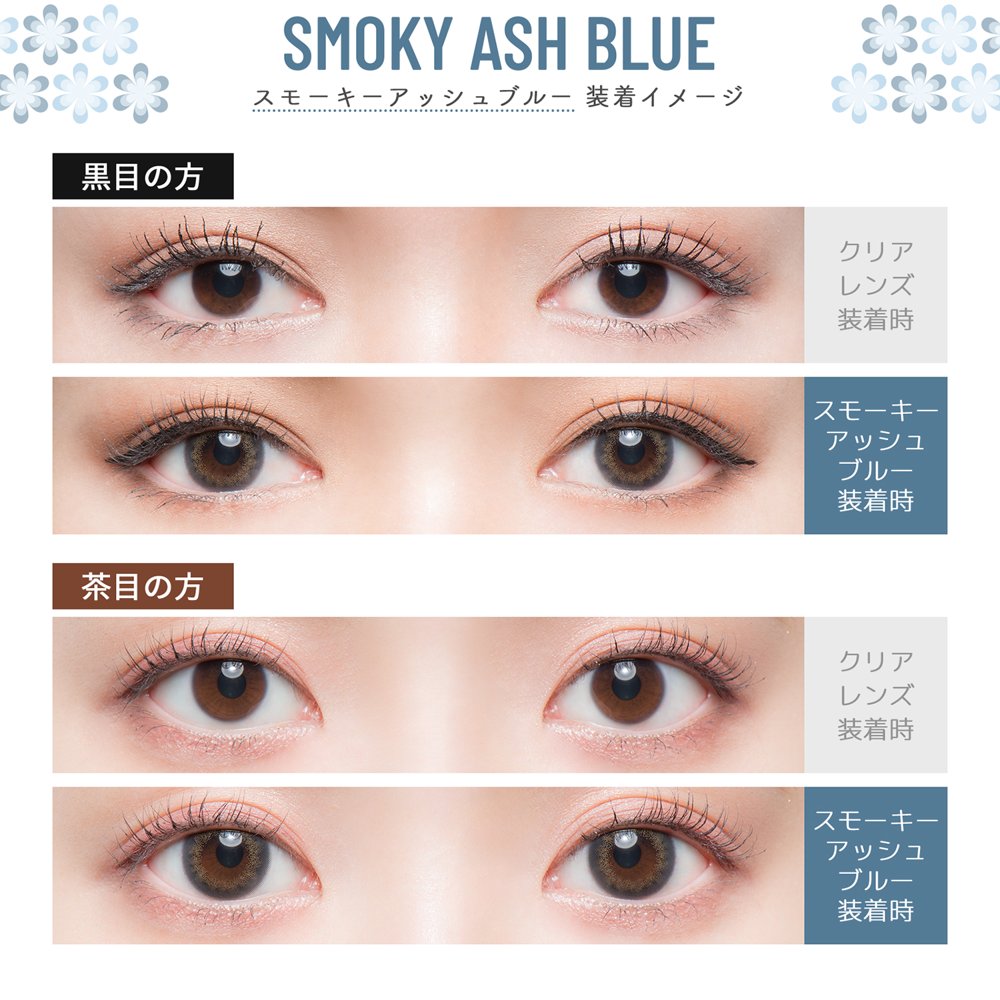 SMOKY ASH BLUE
スモーキーアッシュブルー 装着イメージ
黒目の方
クリア
レンズ
装着時
スモーキー
アッシュ
ブルー
装着時
茶目の方
クリア
レンズ
装着時
スモーキー
アッシュ
ブルー
装着時